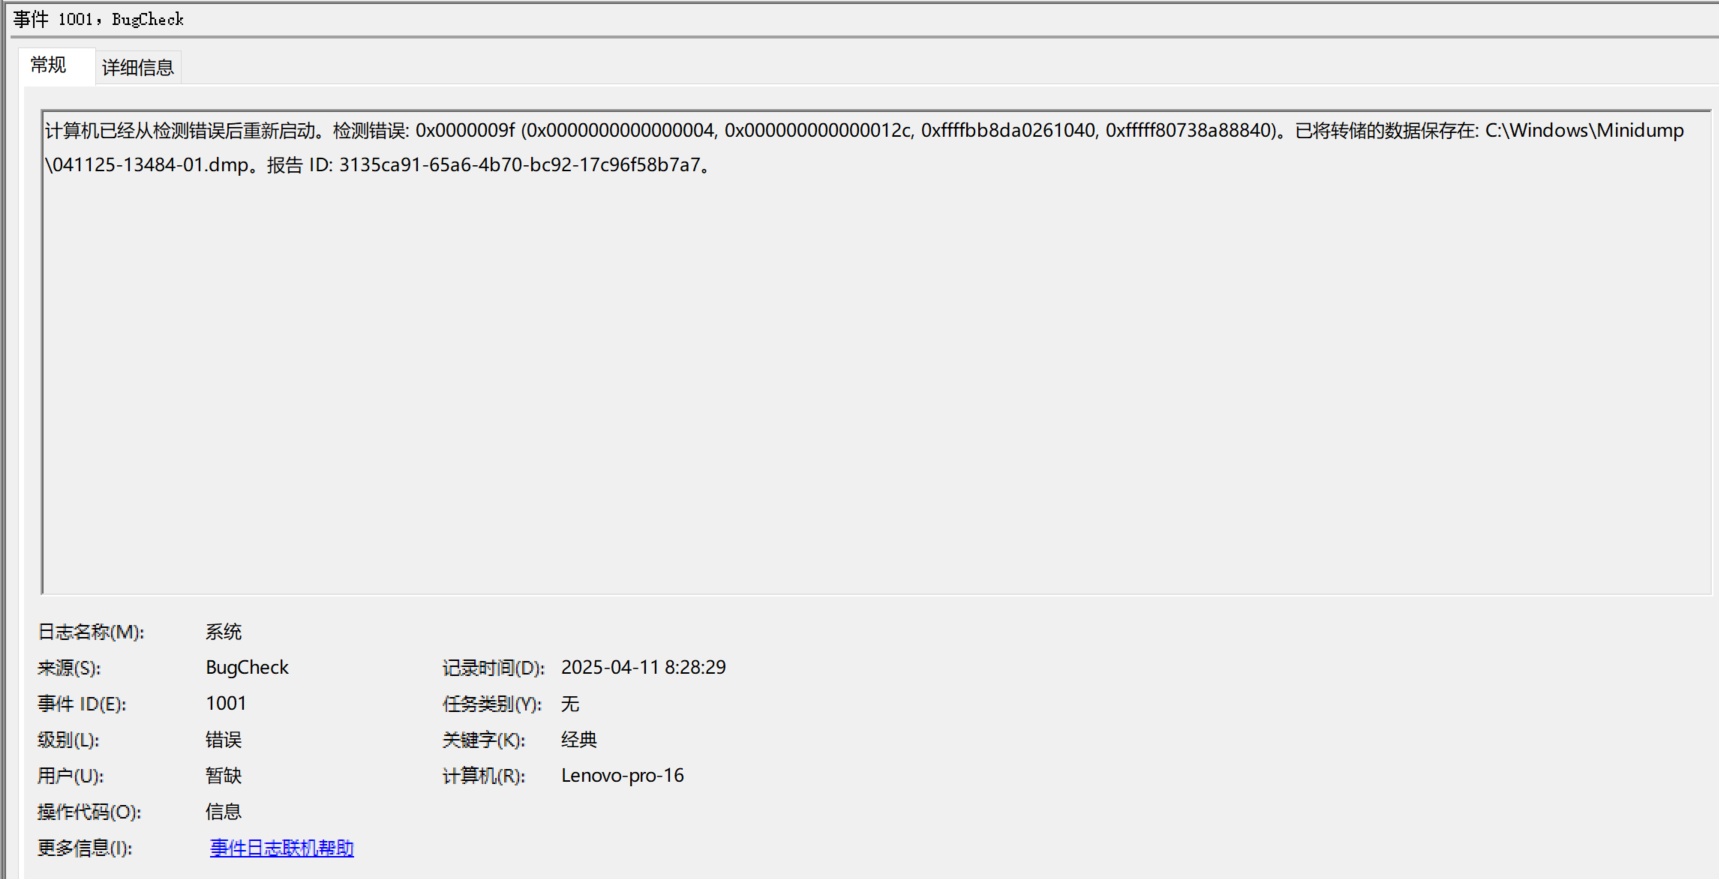 事件 1001，BugCheck
常规
详细信息
计算机已经从检测错误后重新启动。检测错误: 0x0000009f (0x0000000000000004, 0x000000000000012c, 0xffffbb8da0261040, 0xfffff80738a88840)。已将转储的数据保存在: C:\Windows\Minidump
\041125-13484-01.dmp。报告 ID: 3135ca91-65a6-4b70-bc92-17c96f58b7a7。
日志名称(M): 系统
来源(S): BugCheck 记录时间(D): 2025-04-11 8:28:29
事件 ID(E): 1001 任务类别(Y): 无
级别(L): 错误 关键字(K): 经典
用户(U): 暂缺 计算机(R): Lenovo-pro-16
操作代码(O): 信息
更多信息(I): 事件日志联机帮助